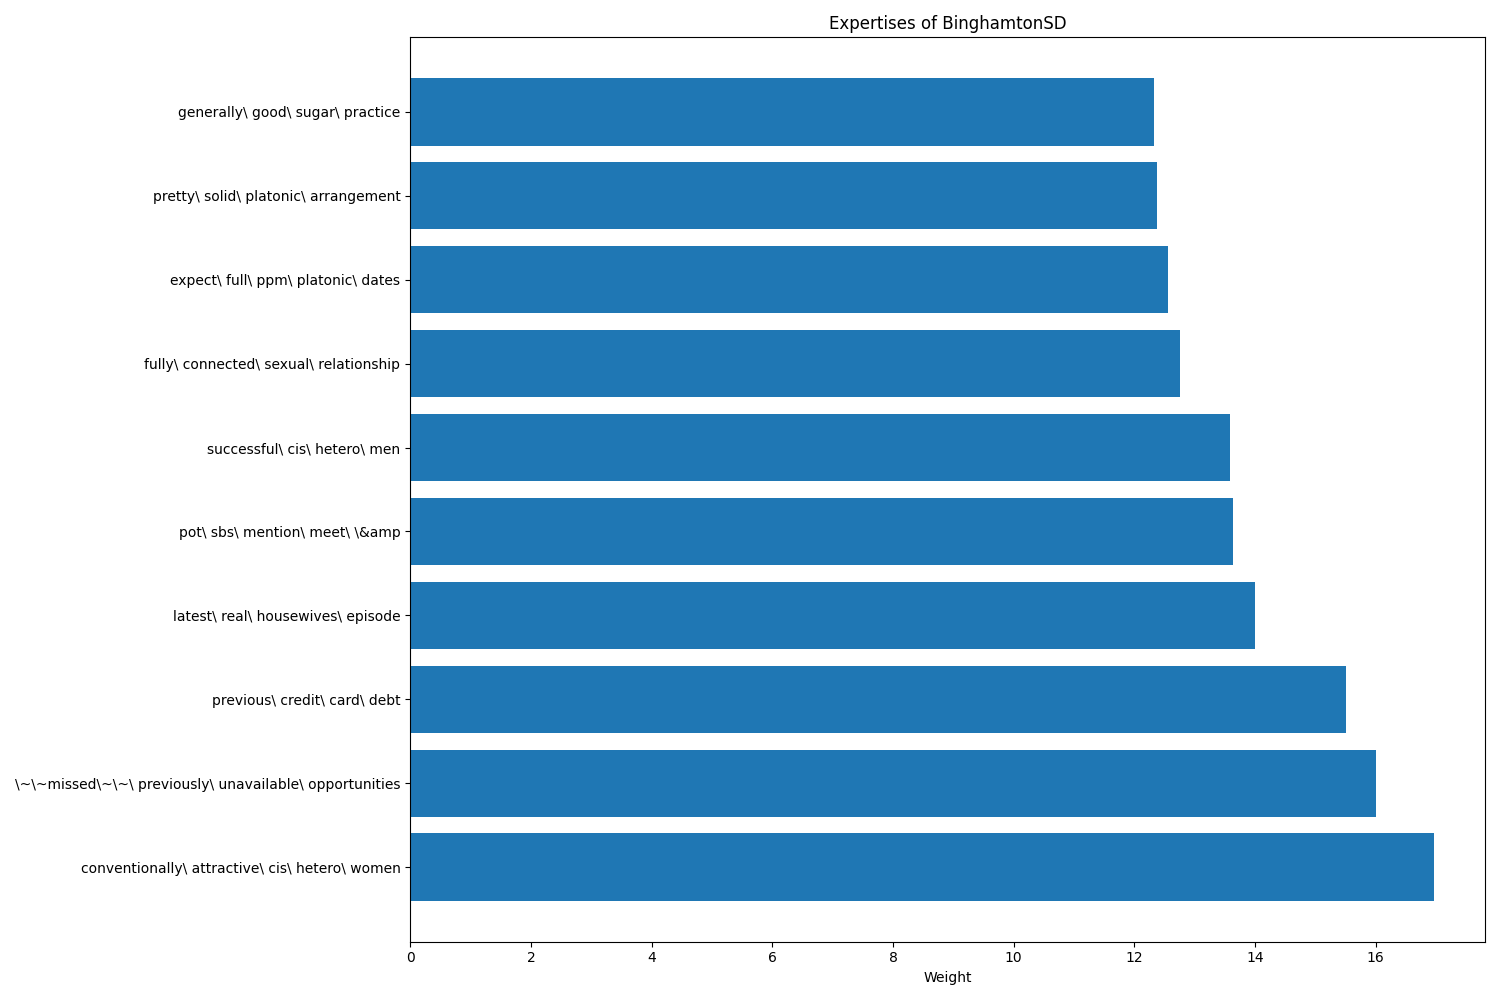 Expertises of BinghamtonSD
generally\ good\ sugar\ practice
pretty\ solid\ platonic\ arrangement
expect\ full\ ppm\ platonic\ dates
fully\ connected\ sexual\ relationship
successful\ cis\ hetero\ men
pot\ sbs\ mention\ meet\ \&amp
latest\ real\ housewives\ episode
previous\ credit\ card\ debt
\~\~missed\~\~\ previously\ unavailable\ opportunities
conventionally\ attractive\ cis\ hetero\ women
0 2 4 6 8 10 12 14 16
Weight